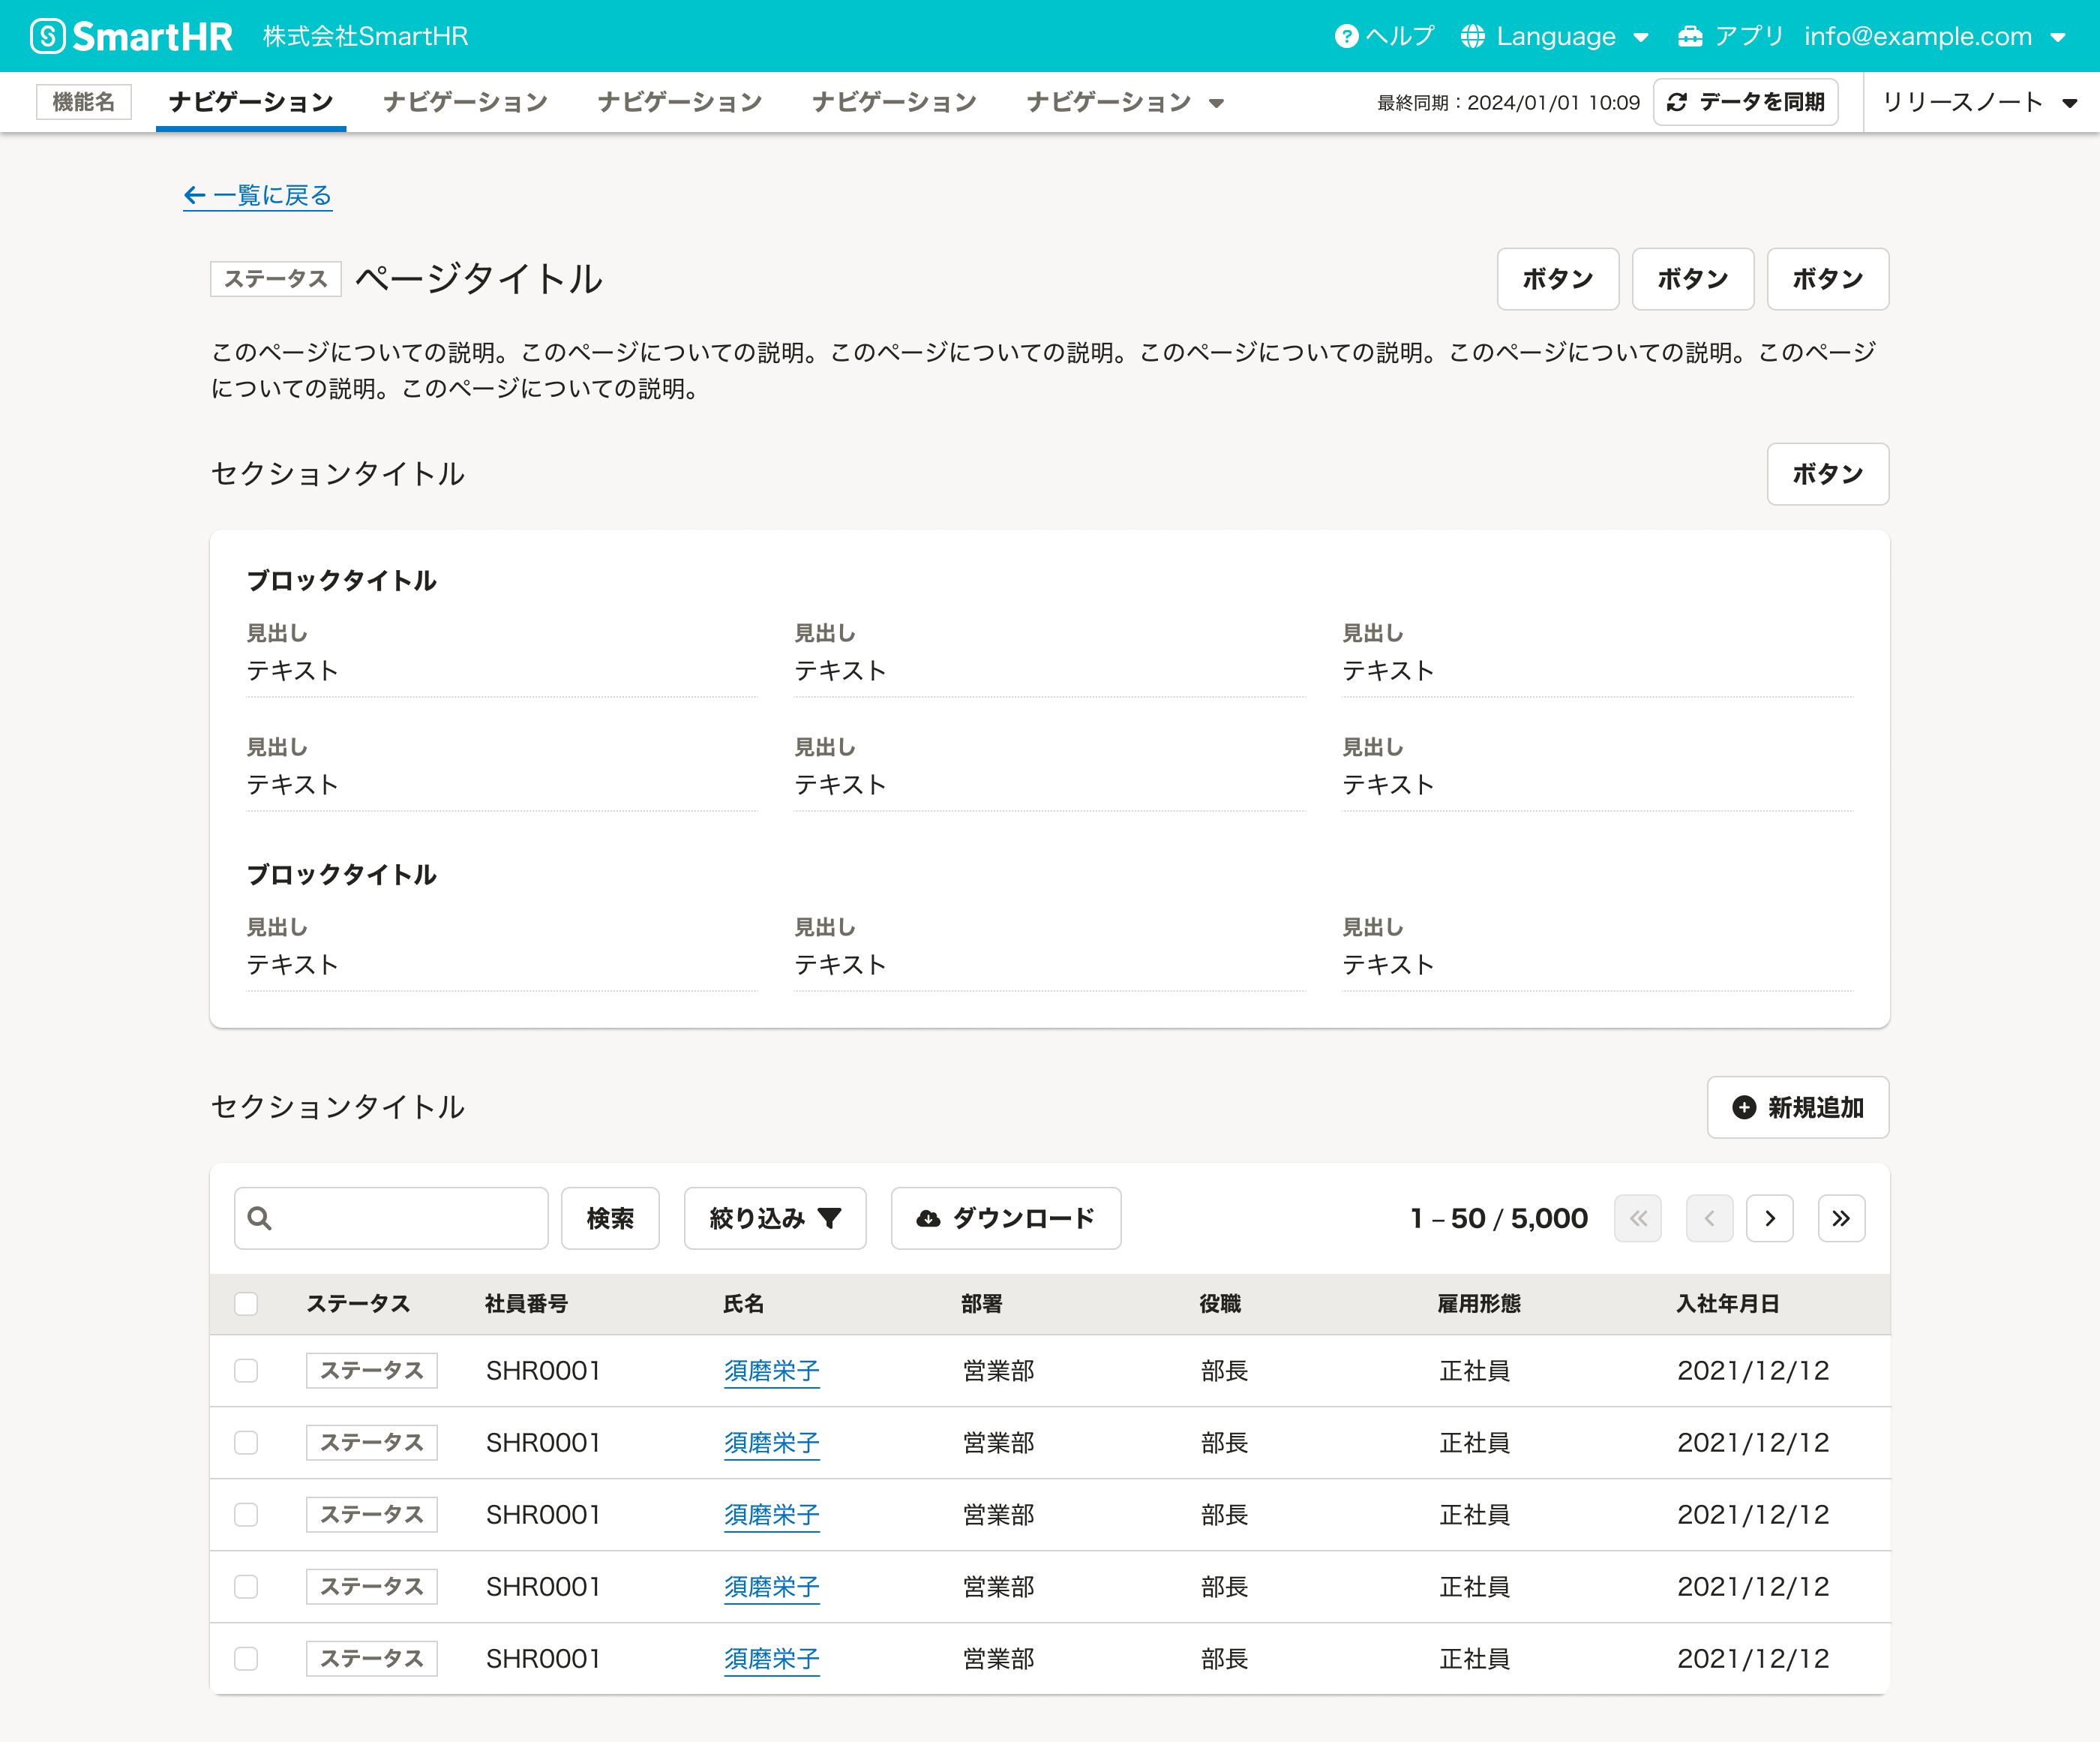 SmartHR 株式会社SmartHR ヘルプ Language アプリ info@example.com
機能名 ナビゲーション ナビゲーション ナビゲーション ナビゲーション ナビゲーション 最終同期：2024/01/01 10:09 データを同期 リリースノート
一覧に戻る
ステータス ページタイトル ボタン ボタン ボタン
このページについての説明。このページについての説明。このページについての説明。このページについての説明。このページについての説明。このページ
についての説明。このページについての説明。
セクションタイトル ボタン
ブロックタイトル
見出し 見出し 見出し
テキスト テキスト テキスト
見出し 見出し 見出し
テキスト テキスト テキスト
ブロックタイトル
見出し 見出し 見出し
テキスト テキスト テキスト
セクションタイトル 新規追加
検索 絞り込み ダウンロード 1 – 50 / 5,000
ステータス 社員番号 氏名 部署 役職 雇用形態 入社年月日
ステータス SHR0001 須磨栄子 営業部 部長 正社員 2021/12/12
ステータス SHR0001 須磨栄子 営業部 部長 正社員 2021/12/12
ステータス SHR0001 須磨栄子 営業部 部長 正社員 2021/12/12
ステータス SHR0001 須磨栄子 営業部 部長 正社員 2021/12/12
ステータス SHR0001 須磨栄子 営業部 部長 正社員 2021/12/12